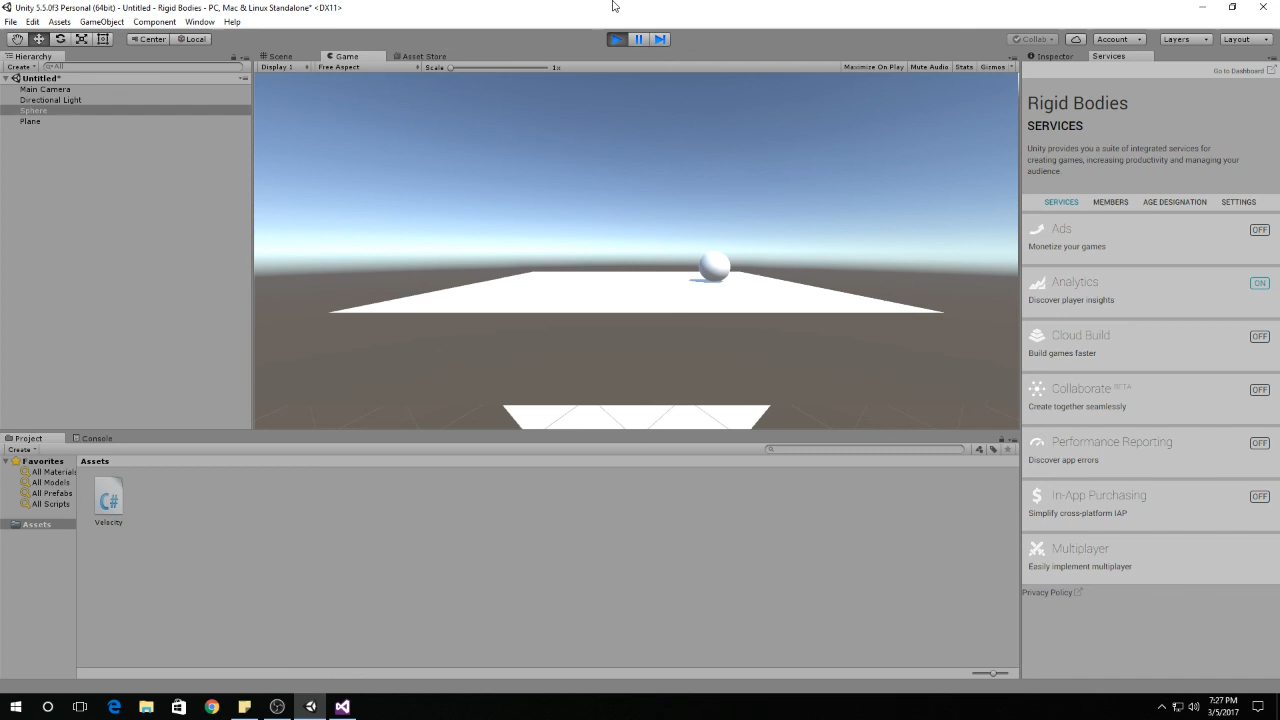 Unity 5.5.0f3 Personal (64bit) - Untitled - Rigid Bodies - PC, Mac & Linux Standalone* <DX11>
File Edit Assets GameObject Component Window Help
Center Local Collab Account Layers Layout
Hierarchy Scene Game Asset Store Inspector Services
Create All Display 1 Free Aspect Scale 1x Maximize On Play Mute Audio Stats Gizmos Go to Dashboard
Untitled*
Main Camera
Directional Light
Sphere
Plane
Rigid Bodies
SERVICES
Unity provides you a suite of integrated services for
creating games, increasing productivity and managing your
audience.
SERVICES MEMBERS AGE DESIGNATION SETTINGS
Ads OFF
Monetize your games
Analytics ON
Discover player insights
Cloud Build OFF
Build games faster
Collaborate BETA OFF
Create together seamlessly
Performance Reporting OFF
Discover app errors
In-App Purchasing OFF
Simplify cross-platform IAP
Multiplayer
Easily implement multiplayer
Privacy Policy
Project Console
Create
Favorites
All Materials
All Models
All Prefabs
All Scripts
Assets
Assets
C#
Velocity
7:27 PM
3/5/2017